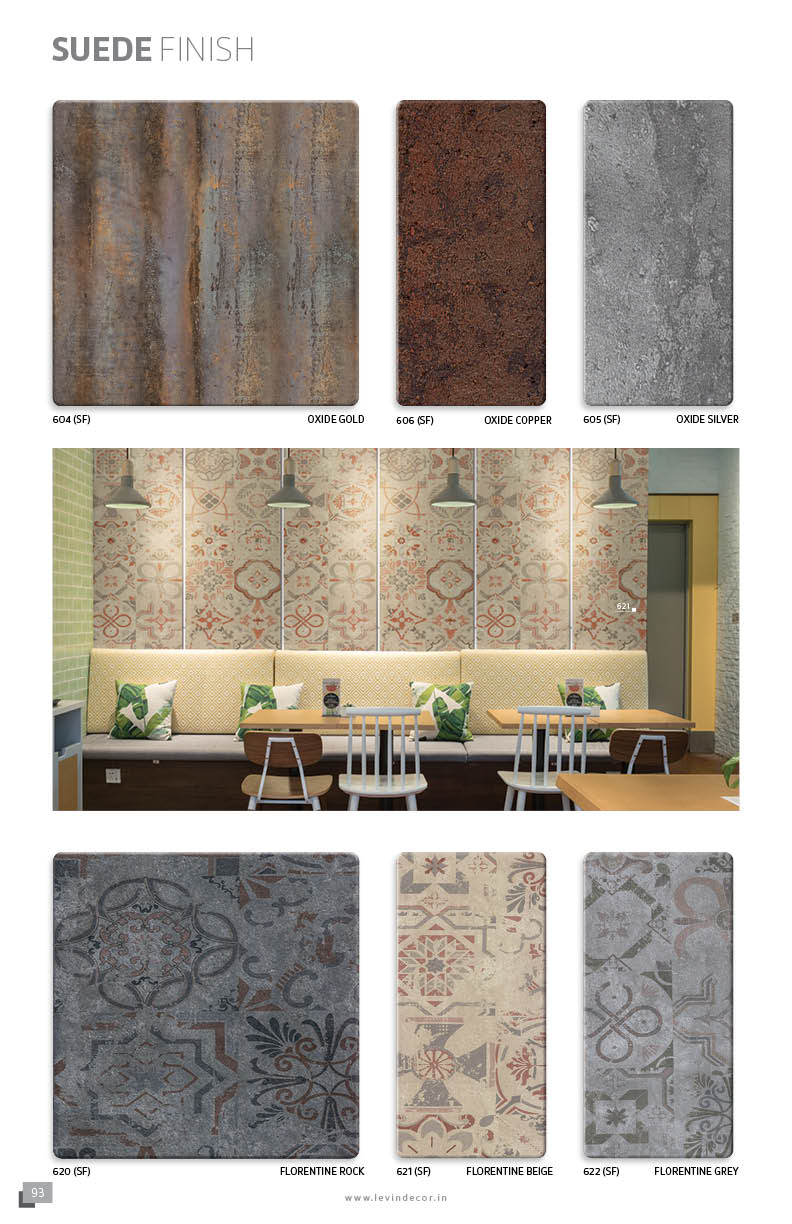 SUEDE FINISH
604 (SF) OXIDE GOLD
606 (SF) OXIDE COPPER
605 (SF) OXIDE SILVER
621
620 (SF) FLORENTINE ROCK
621 (SF) FLORENTINE BEIGE
622 (SF) FLORENTINE GREY
93
www.levindecor.in